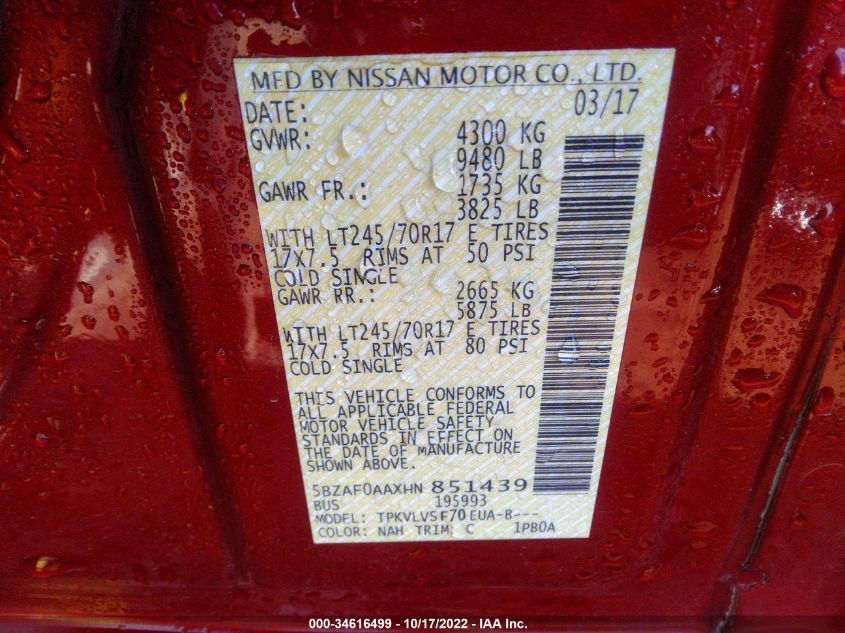 MFD BY NISSAN MOTOR CO., LTD.
DATE: 03/17
GVWR: 4300 KG
9480 LB
GAWR FR.: 1735 KG
3825 LB
WITH LT245/70R17 E TIRES
17X7.5 RIMS AT 50 PSI
COLD SINGLE
GAWR RR.: 2665 KG
5875 LB
WITH LT245/70R17 E TIRES
17X7.5 RIMS AT 80 PSI
COLD SINGLE
THIS VEHICLE CONFORMS TO
ALL APPLICABLE FEDERAL
MOTOR VEHICLE SAFETY
STANDARDS IN EFFECT ON
THE DATE OF MANUFACTURE
SHOWN ABOVE.
5BZAF0AAXHN 851439
BUS 195993
MODEL: TPKVLVSF70EUA-B---
COLOR: NAH TRIM: C 1PB0A
000-34616499 - 10/17/2022 - IAA Inc.